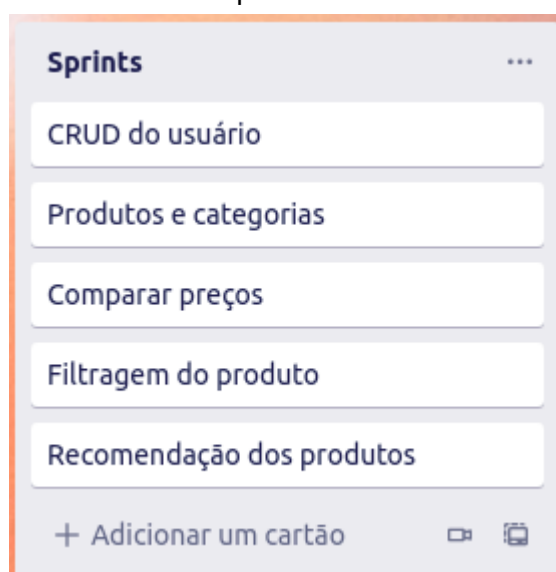 Sprints
CRUD do usuário
Produtos e categorias
Comparar preços
Filtragem do produto
Recomendação dos produtos
+ Adicionar um cartão